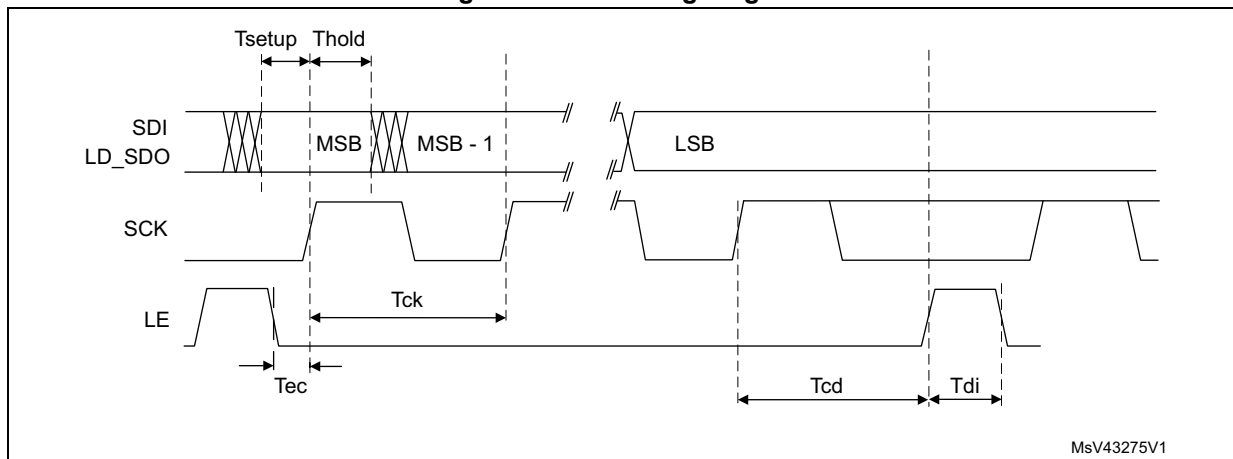 Tsetup Thold
SDI
LD_SDO
MSB MSB - 1 LSB
SCK
LE
Tck
Tec
Tcd Tdi
MsV43275V1